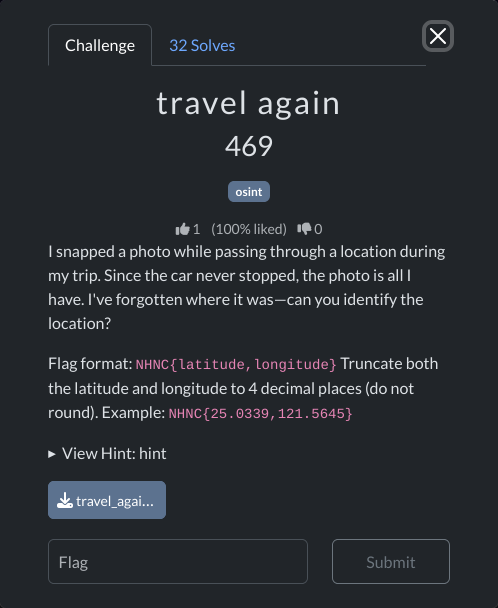 Challenge
32 Solves
travel again
469
osint
1 (100% liked) 0
I snapped a photo while passing through a location during
my trip. Since the car never stopped, the photo is all I
have. I've forgotten where it was—can you identify the
location?
Flag format: NHNC{latitude,longitude} Truncate both
the latitude and longitude to 4 decimal places (do not
round). Example: NHNC{25.0339,121.5645}
▸ View Hint: hint
travel_agai...
Flag
Submit